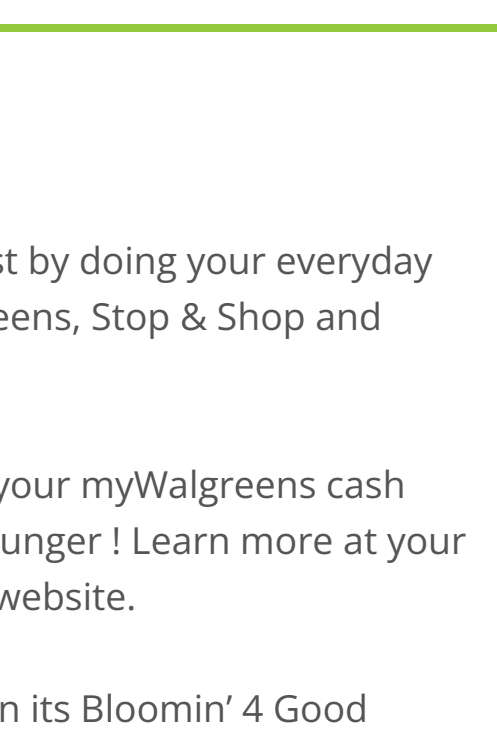 st by doing your everyday
eens, Stop & Shop and
your myWalgreens cash
unger ! Learn more at your
website.
n its Bloomin’ 4 Good